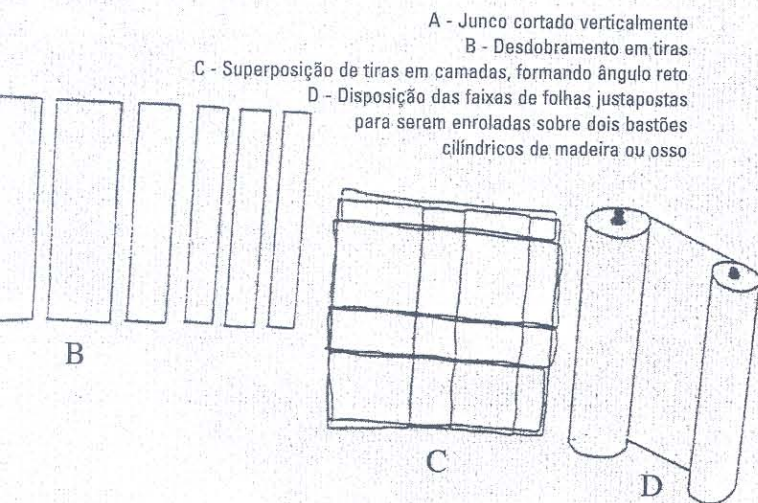 A - Junco cortado verticalmente
B - Desdobramento em tiras
C - Superposição de tiras em camadas, formando ângulo reto
D - Disposição das faixas de folhas justapostas
para serem enroladas sobre dois bastões
cilíndricos de madeira ou osso
B
C
D